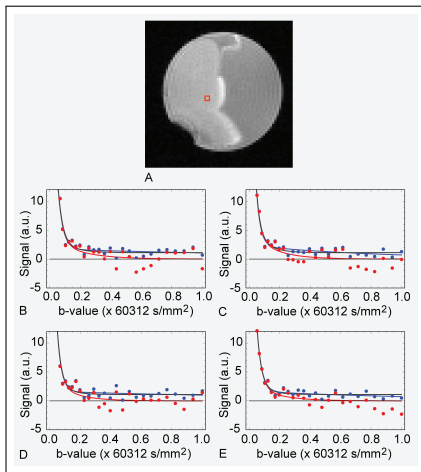 A
10
5
0
-5
Signal (a.u.)
0.0 0.2 0.4 0.6 0.8 1.0
B b-value (x 60312 s/mm²)
10
5
0
-5
Signal (a.u.)
0.0 0.2 0.4 0.6 0.8 1.0
C b-value (x 60312 s/mm²)
10
5
0
-5
Signal (a.u.)
0.0 0.2 0.4 0.6 0.8 1.0
D b-value (x 60312 s/mm²)
10
5
0
-5
Signal (a.u.)
0.0 0.2 0.4 0.6 0.8 1.0
E b-value (x 60312 s/mm²)